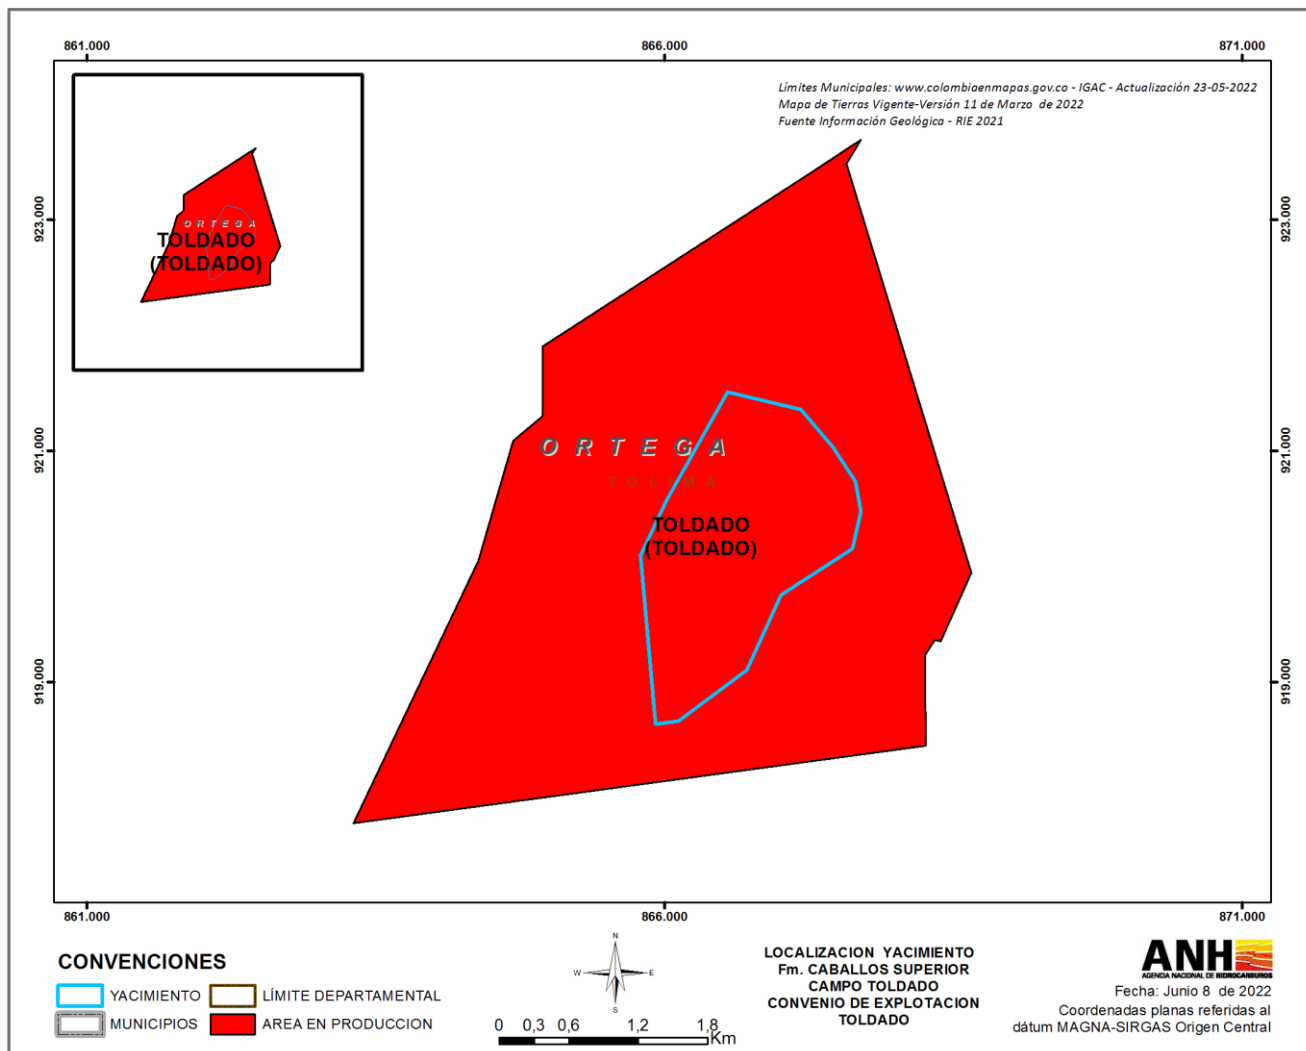 861.000
866.000
871.000
Límites Municipales: www.colombiaenmapas.gov.co - IGAC - Actualización 23-05-2022
Mapa de Tierras Vigente-Versión 11 de Marzo de 2022
Fuente Información Geológica - RIE 2021
923.000
923.000
ORTEGA
TOLDADO
(TOLDADO)
921.000
921.000
ORTEGA
TOLIMA
TOLDADO
(TOLDADO)
919.000
919.000
861.000
866.000
871.000
CONVENCIONES
YACIMIENTO
LÍMITE DEPARTAMENTAL
MUNICIPIOS
AREA EN PRODUCCION
N
W
E
S
0 0,3 0,6 1,2 1,8
Km
LOCALIZACION YACIMIENTO
Fm. CABALLOS SUPERIOR
CAMPO TOLDADO
CONVENIO DE EXPLOTACION
TOLDADO
ANH
AGENCIA NACIONAL DE HIDROCARBUROS
Fecha: Junio 8 de 2022
Coordenadas planas referidas al
dátum MAGNA-SIRGAS Origen Central